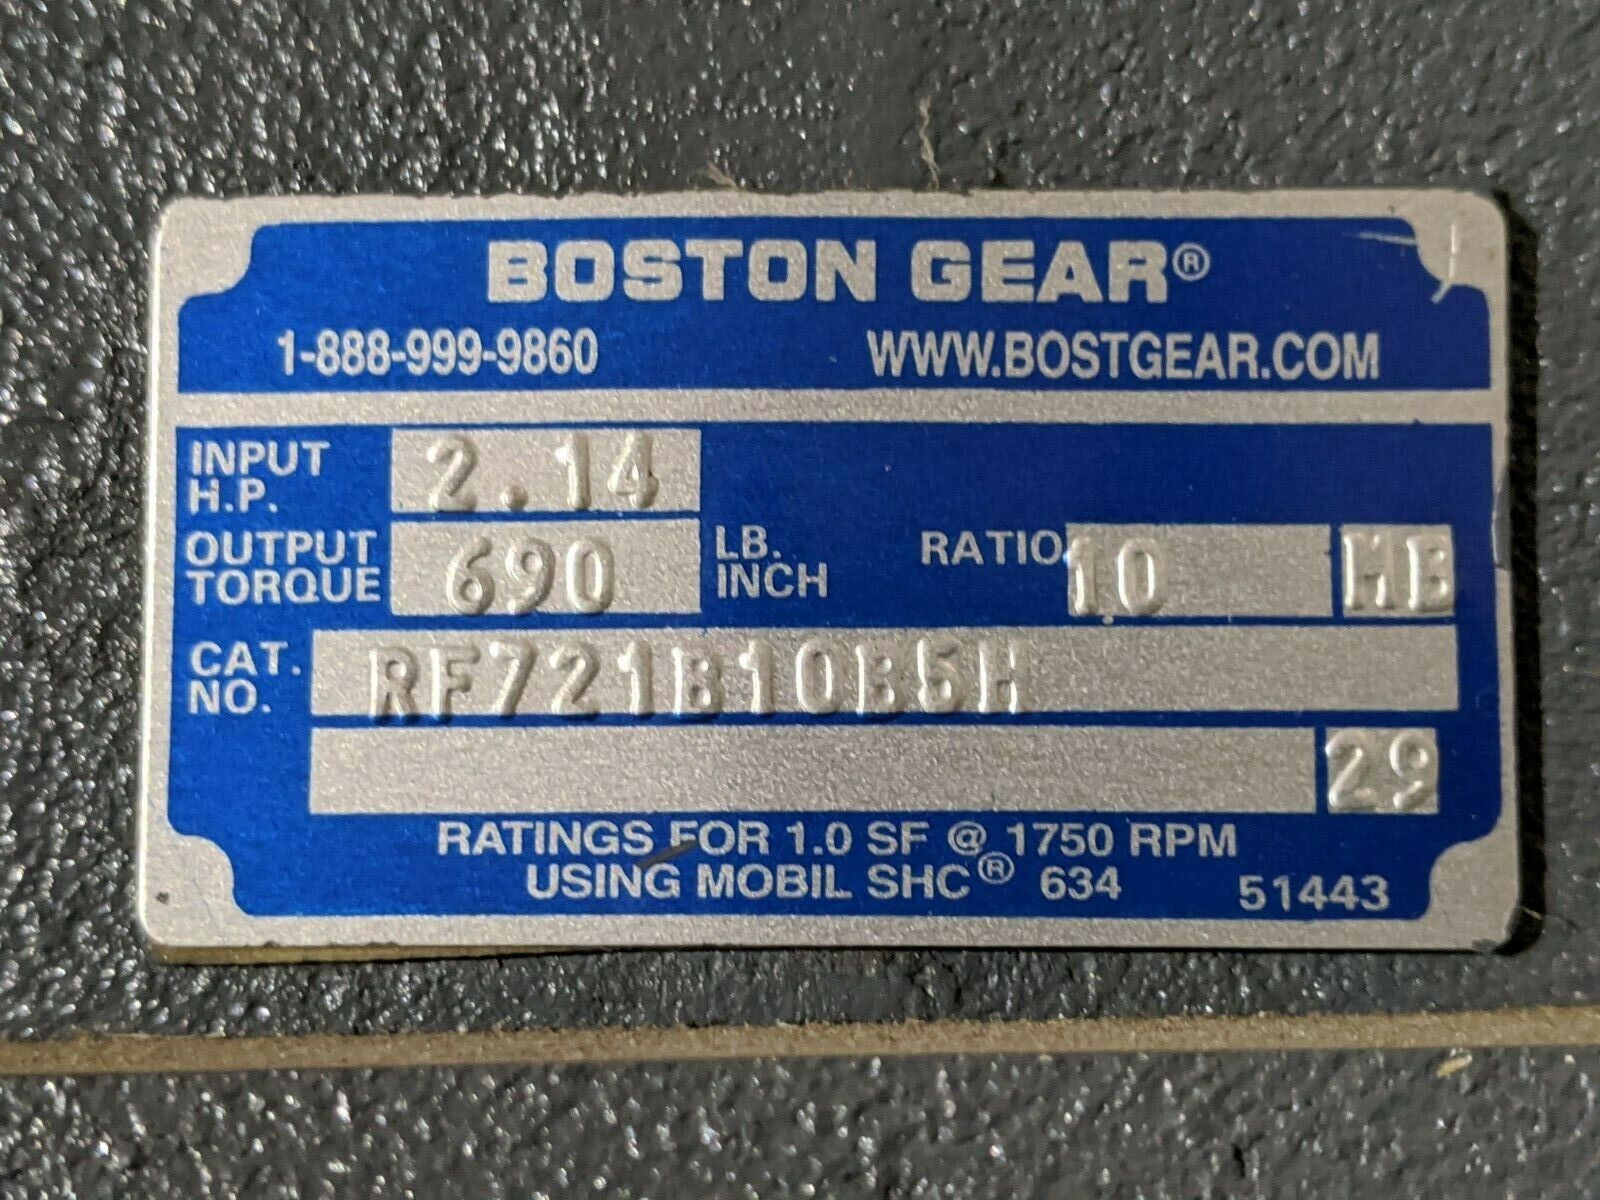 BOSTON GEAR®
1-888-999-9860 WWW.BOSTGEAR.COM
INPUT H.P. 2.14
OUTPUT TORQUE 690 LB. INCH RATIO 10 MB
CAT. NO. RF721B10B5H
29
RATINGS FOR 1.0 SF @ 1750 RPM
USING MOBIL SHC® 634 51443